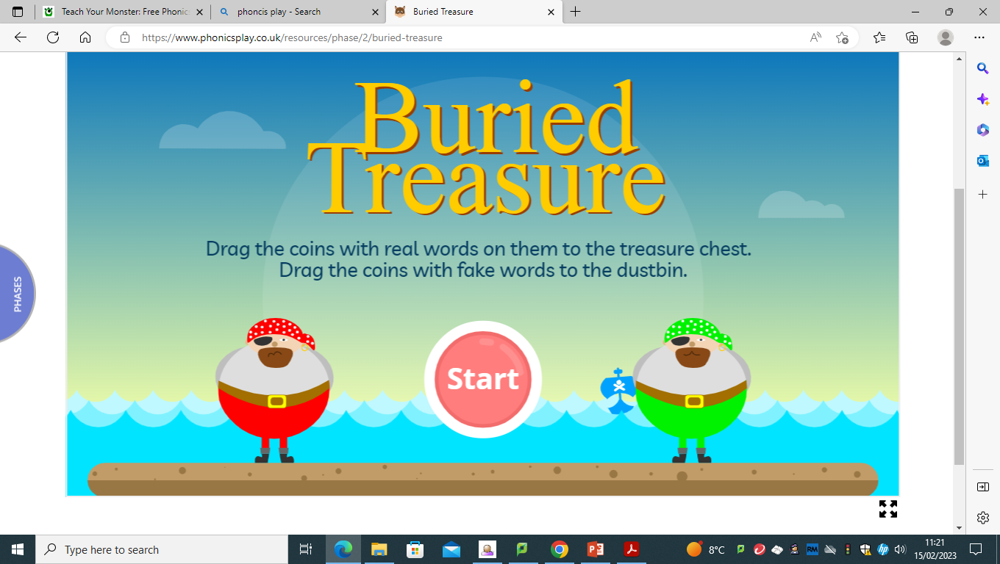 Teach Your Monster: Free Phonic
phoncis play - Search
Buried Treasure
https://www.phonicsplay.co.uk/resources/phase/2/buried-treasure
Buried
Treasure
Drag the coins with real words on them to the treasure chest.
Drag the coins with fake words to the dustbin.
PHASES
Start
Type here to search
8°C
RM
11:21
15/02/2023